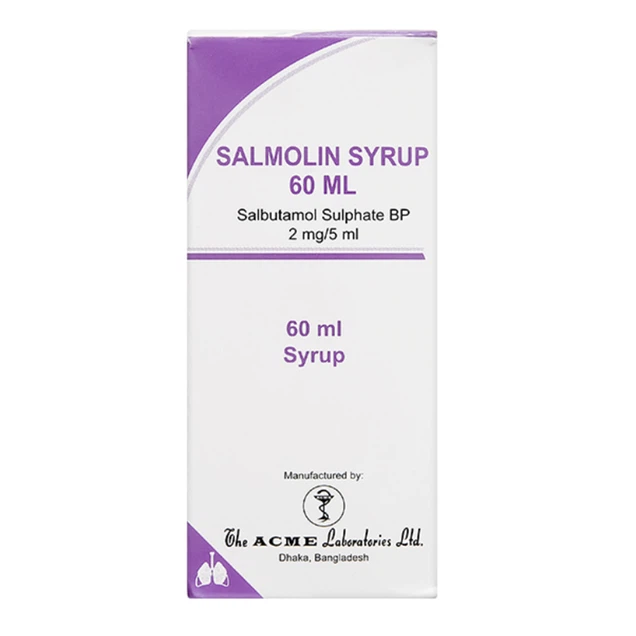 SALMOLIN SYRUP
60 ML
Salbutamol Sulphate BP
2 mg/5 ml
60 ml
Syrup
Manufactured by:
The ACME Laboratories Ltd.
Dhaka, Bangladesh